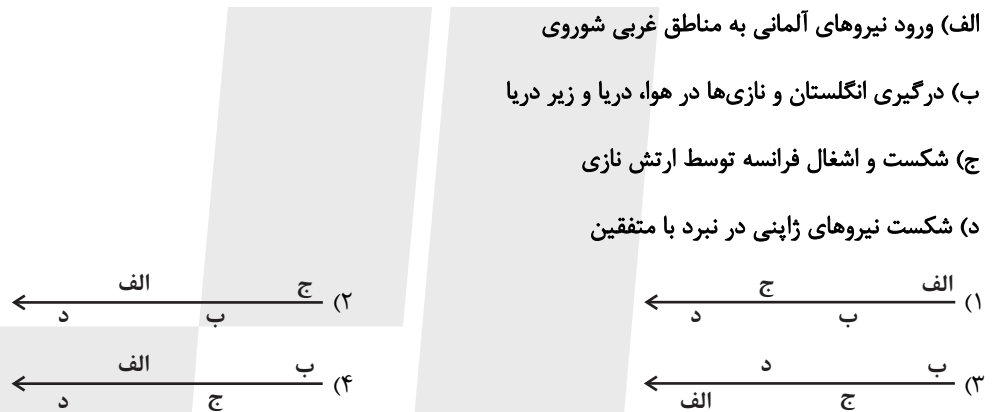 الف) ورود نیروهای آلمانی به مناطق غربی شوروی
ب) درگیری انگلستان و نازی‌ها در هوا، دریا و زیر دریا
ج) شکست و اشغال فرانسه توسط ارتش نازی
د) شکست نیروهای ژاپنی در نبرد با متفقین
۱) الف ب ج د
۲) ج ب الف د
۳) ب ج د الف
۴) ب ج الف د